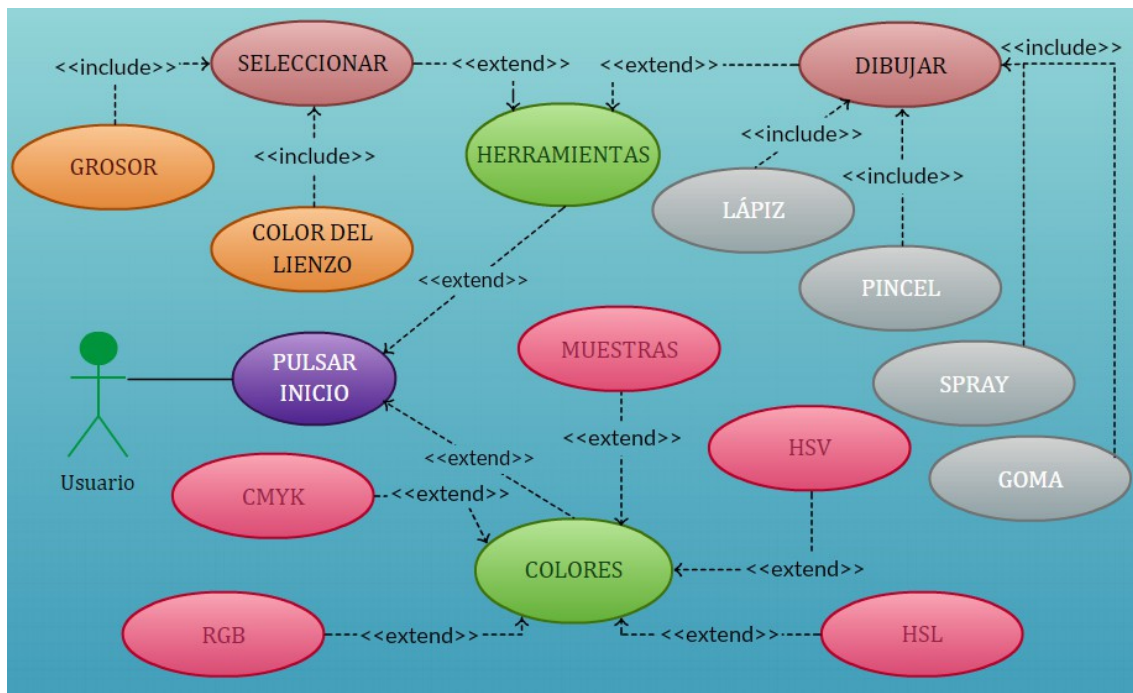 SELECCIONAR
<<include>>
<<extend>>
<<extend>>
DIBUJAR
<<include>>
GROSOR
<<include>>
HERRAMIENTAS
<<include>>
<<include>>
LÁPIZ
COLOR DEL
LIENZO
<<extend>>
PINCEL
PULSAR
INICIO
MUESTRAS
SPRAY
<<extend>>
HSV
<<extend>>
Usuario
CMYK
<<extend>>
GOMA
COLORES
<<extend>>
RGB
<<extend>>
<<extend>>
HSL